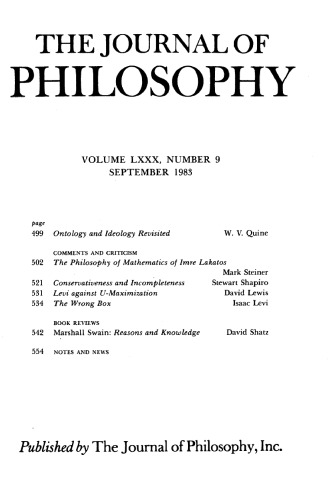 THE JOURNAL OF
PHILOSOPHY
VOLUME LXXX, NUMBER 9
SEPTEMBER 1983
page
499 Ontology and Ideology Revisited W. V. Quine
COMMENTS AND CRITICISM
502 The Philosophy of Mathematics of Imre Lakatos
Mark Steiner
521 Conservativeness and Incompleteness Stewart Shapiro
531 Levi against U-Maximization David Lewis
534 The Wrong Box Isaac Levi
BOOK REVIEWS
542 Marshall Swain: Reasons and Knowledge David Shatz
554 NOTES AND NEWS
Published by The Journal of Philosophy, Inc.